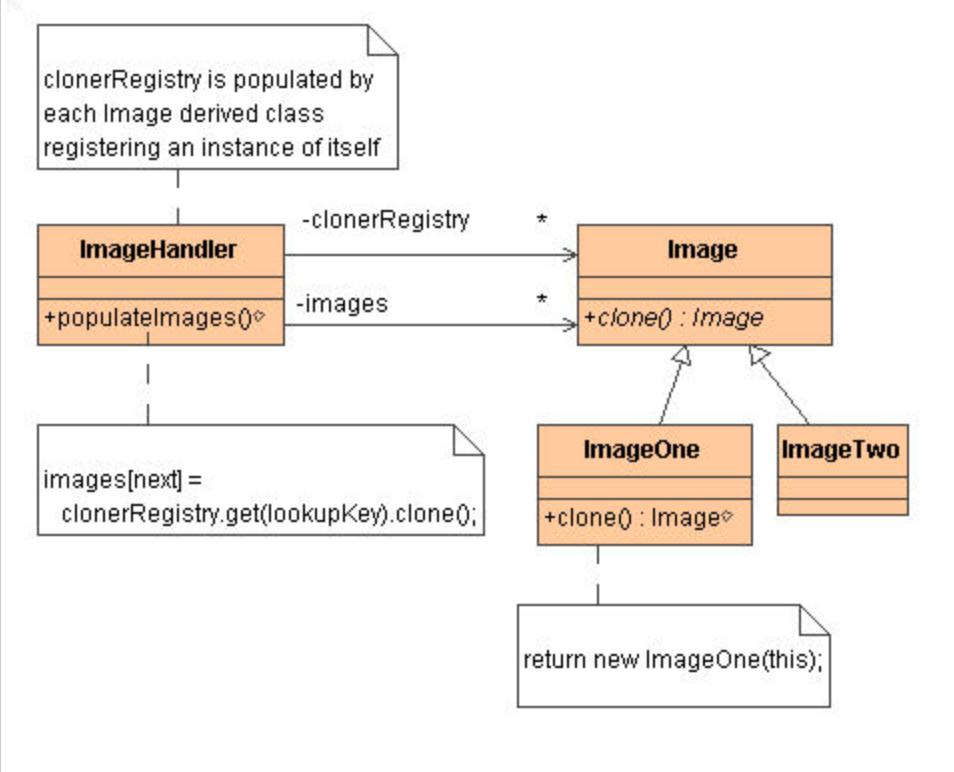 clonerRegistry is populated by
each Image derived class
registering an instance of itself
-clonerRegistry
*
ImageHandler
Image
-images
*
+populateImages()
+clone() : Image
ImageOne
ImageTwo
images[next] =
clonerRegistry.get(lookupKey).clone();
+clone() : Image
return new ImageOne(this);